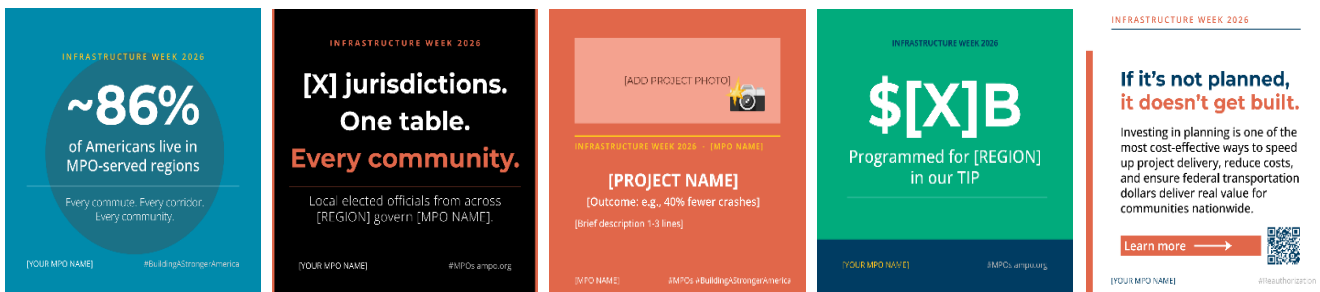 INFRASTRUCTURE WEEK 2026
~86%
of Americans live in
MPO-served regions
Every commute. Every corridor.
Every community.
[YOUR MPO NAME]
#BuildingAStrongerAmerica
INFRASTRUCTURE WEEK 2026
[X] jurisdictions.
One table.
Every community.
Local elected officials from across
[REGION] govern [MPO NAME].
[YOUR MPO NAME]
#MPOs ampo.org
[ADD PROJECT PHOTO]
INFRASTRUCTURE WEEK 2026 - [MPO NAME]
[PROJECT NAME]
[Outcome: e.g., 40% fewer crashes]
[Brief description 1-3 lines]
[MPO NAME]
#MPOs #BuildingAStrongerAmerica
INFRASTRUCTURE WEEK 2026
$[X]B
Programmed for [REGION]
in our TIP
[YOUR MPO NAME]
#MPOs ampo.org
INFRASTRUCTURE WEEK 2026
If it's not planned,
it doesn't get built.
Investing in planning is one of the
most cost-effective ways to speed
up project delivery, reduce costs,
and ensure federal transportation
dollars deliver real value for
communities nationwide.
Learn more
[YOUR MPO NAME]
#Reauthorization